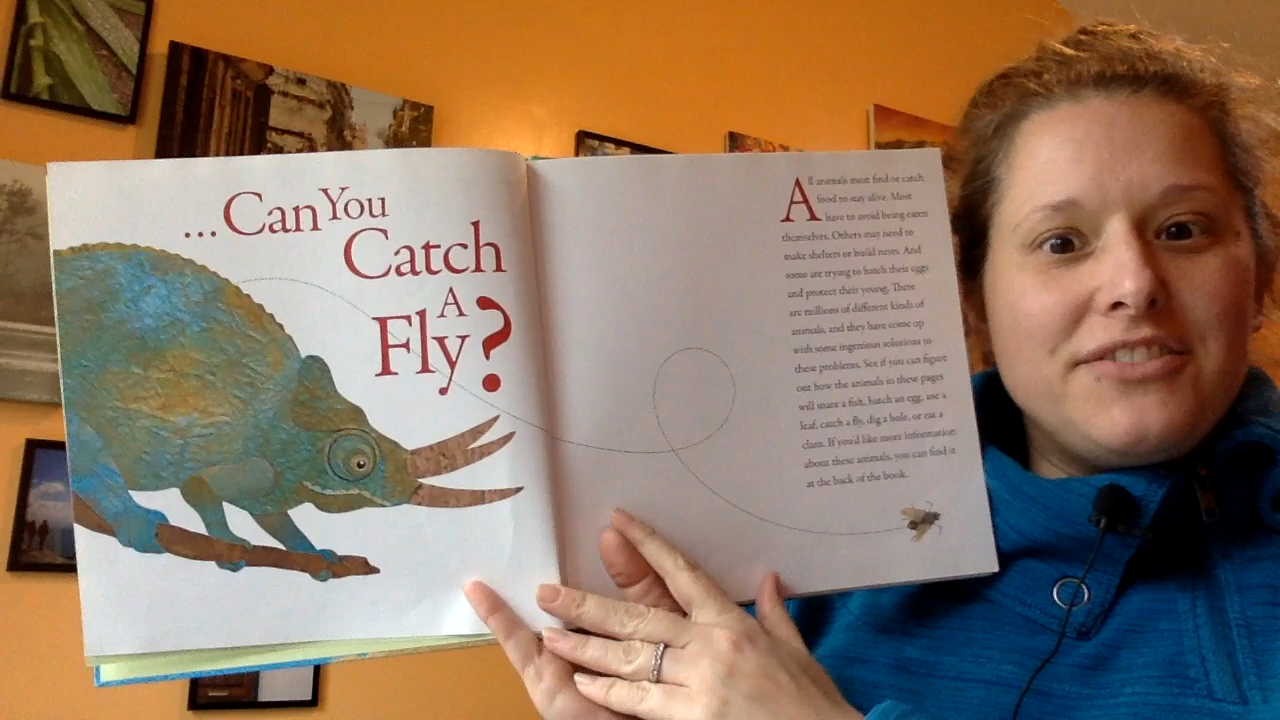 ...Can You
Catch
A
Fly?
All animals must find or catch
food to stay alive. Most
have to avoid being eaten
themselves. Others may need to
make shelters or build nests. And
some are trying to hatch their eggs
and protect their young. There
are millions of different kinds of
animals, and they have come up
with some ingenious solutions to
these problems. See if you can figure
out how the animals in these pages
will snare a fish, hatch an egg, use a
leaf, catch a fly, dig a hole, or eat a
clam. If you'd like more information
about these animals, you can find it
at the back of the book.